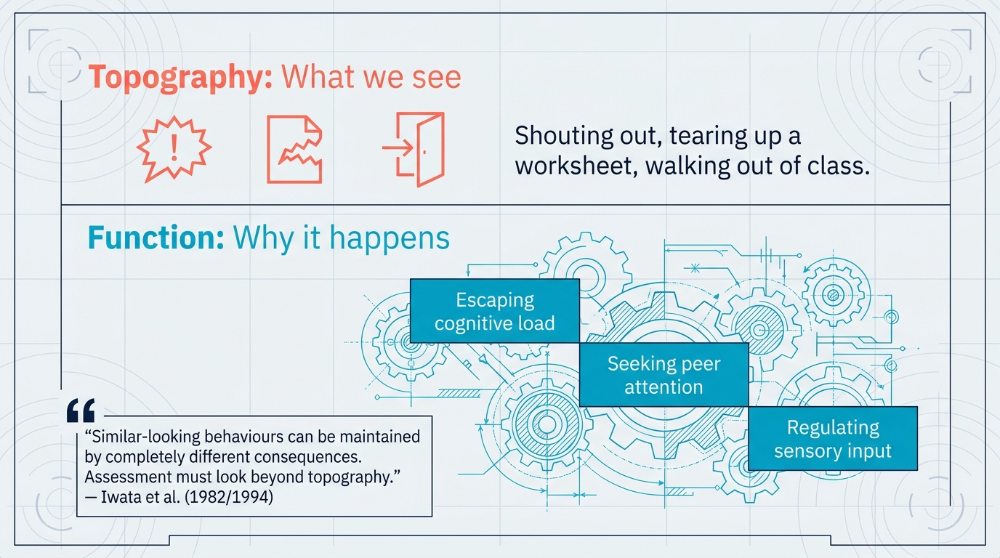 Topography: What we see
!
Shouting out, tearing up a
worksheet, walking out of class.
Function: Why it happens
Escaping
cognitive load
Seeking peer
attention
Regulating
sensory input
“
“Similar-looking behaviours can be maintained
by completely different consequences.
Assessment must look beyond topography.”
— Iwata et al. (1982/1994)